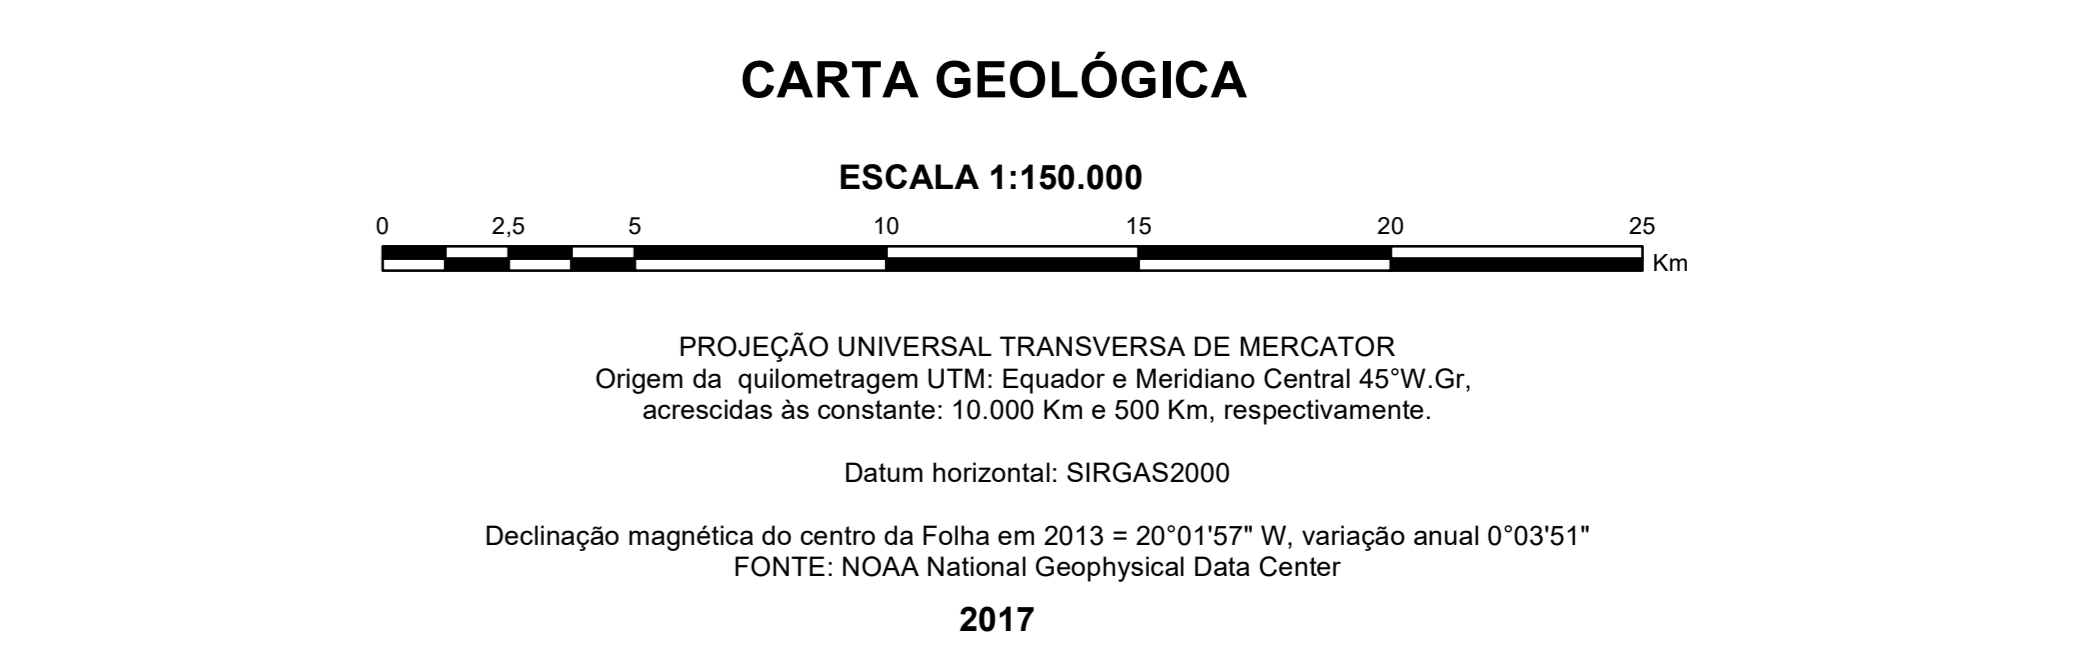 CARTA GEOLÓGICA
ESCALA 1:150.000
0 2,5 5 10 15 20 25
Km
PROJEÇÃO UNIVERSAL TRANSVERSA DE MERCATOR
Origem da  quilometragem UTM: Equador e Meridiano Central 45°W.Gr,
acrescidas às constante: 10.000 Km e 500 Km, respectivamente.
Datum horizontal: SIRGAS2000
Declinação magnética do centro da Folha em 2013 = 20°01'57" W, variação anual 0°03'51"
FONTE: NOAA National Geophysical Data Center
2017